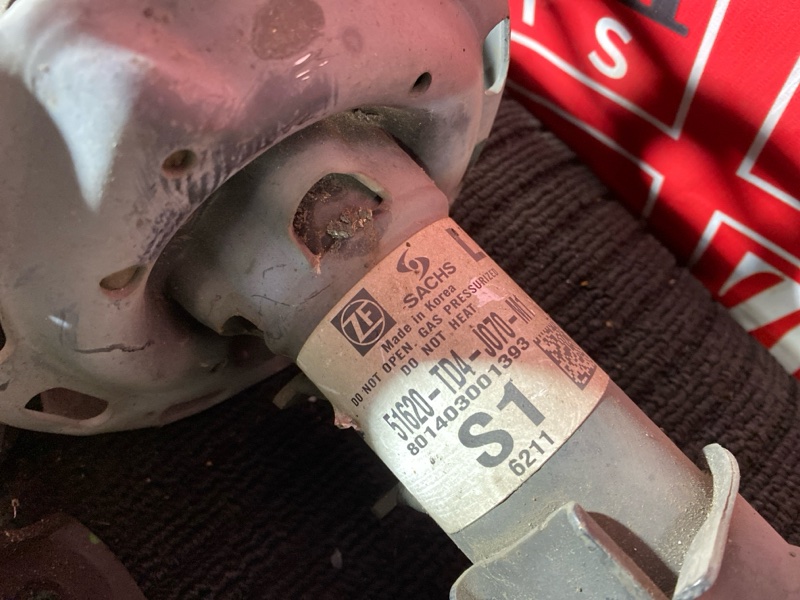 S
L
SACHS
ZF
Made in Korea
DO NOT OPEN. GAS PRESSURIZED
DO NOT HEAT
51620-TD4-J070-M1
801403001393
S1
6211